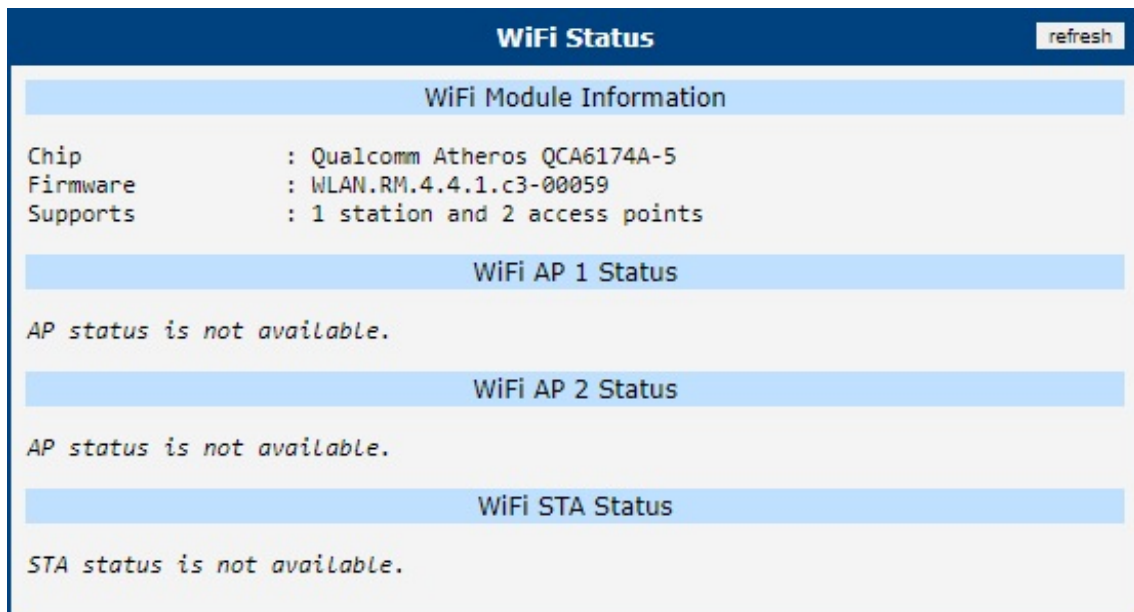 WiFi Status
refresh
WiFi Module Information
Chip : Qualcomm Atheros QCA6174A-5
Firmware : WLAN.RM.4.4.1.c3-00059
Supports : 1 station and 2 access points
WiFi AP 1 Status
AP status is not available.
WiFi AP 2 Status
AP status is not available.
WiFi STA Status
STA status is not available.